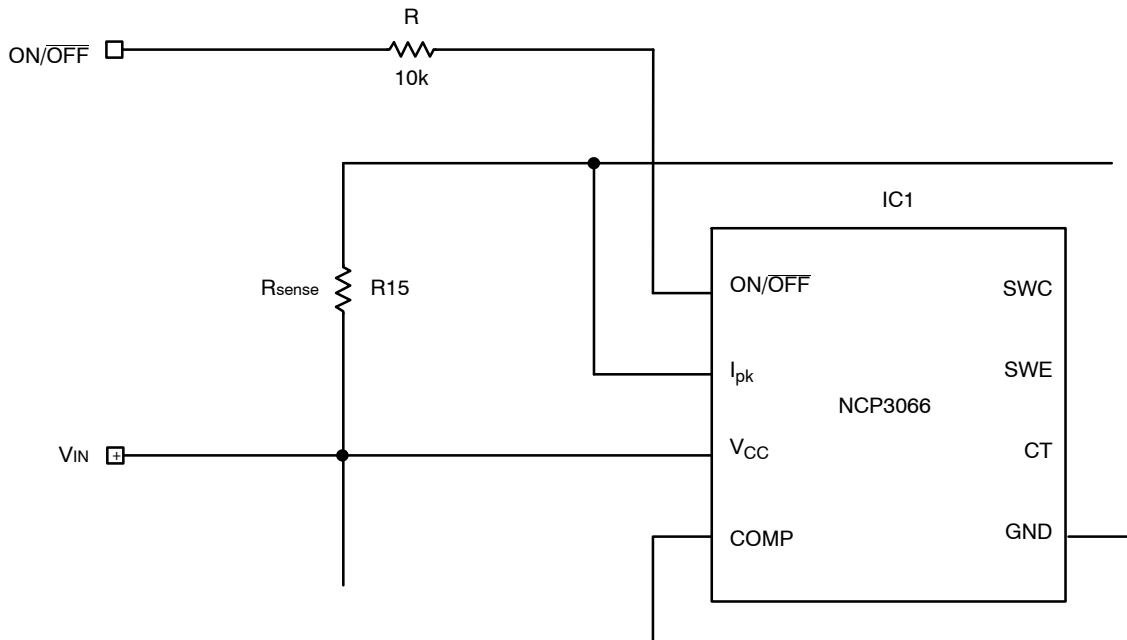 R
ON/OFF
10k
IC1
ON/OFF
SWC
Rsense
R15
Ipk
SWE
NCP3066
VIN
+
VCC
CT
COMP
GND